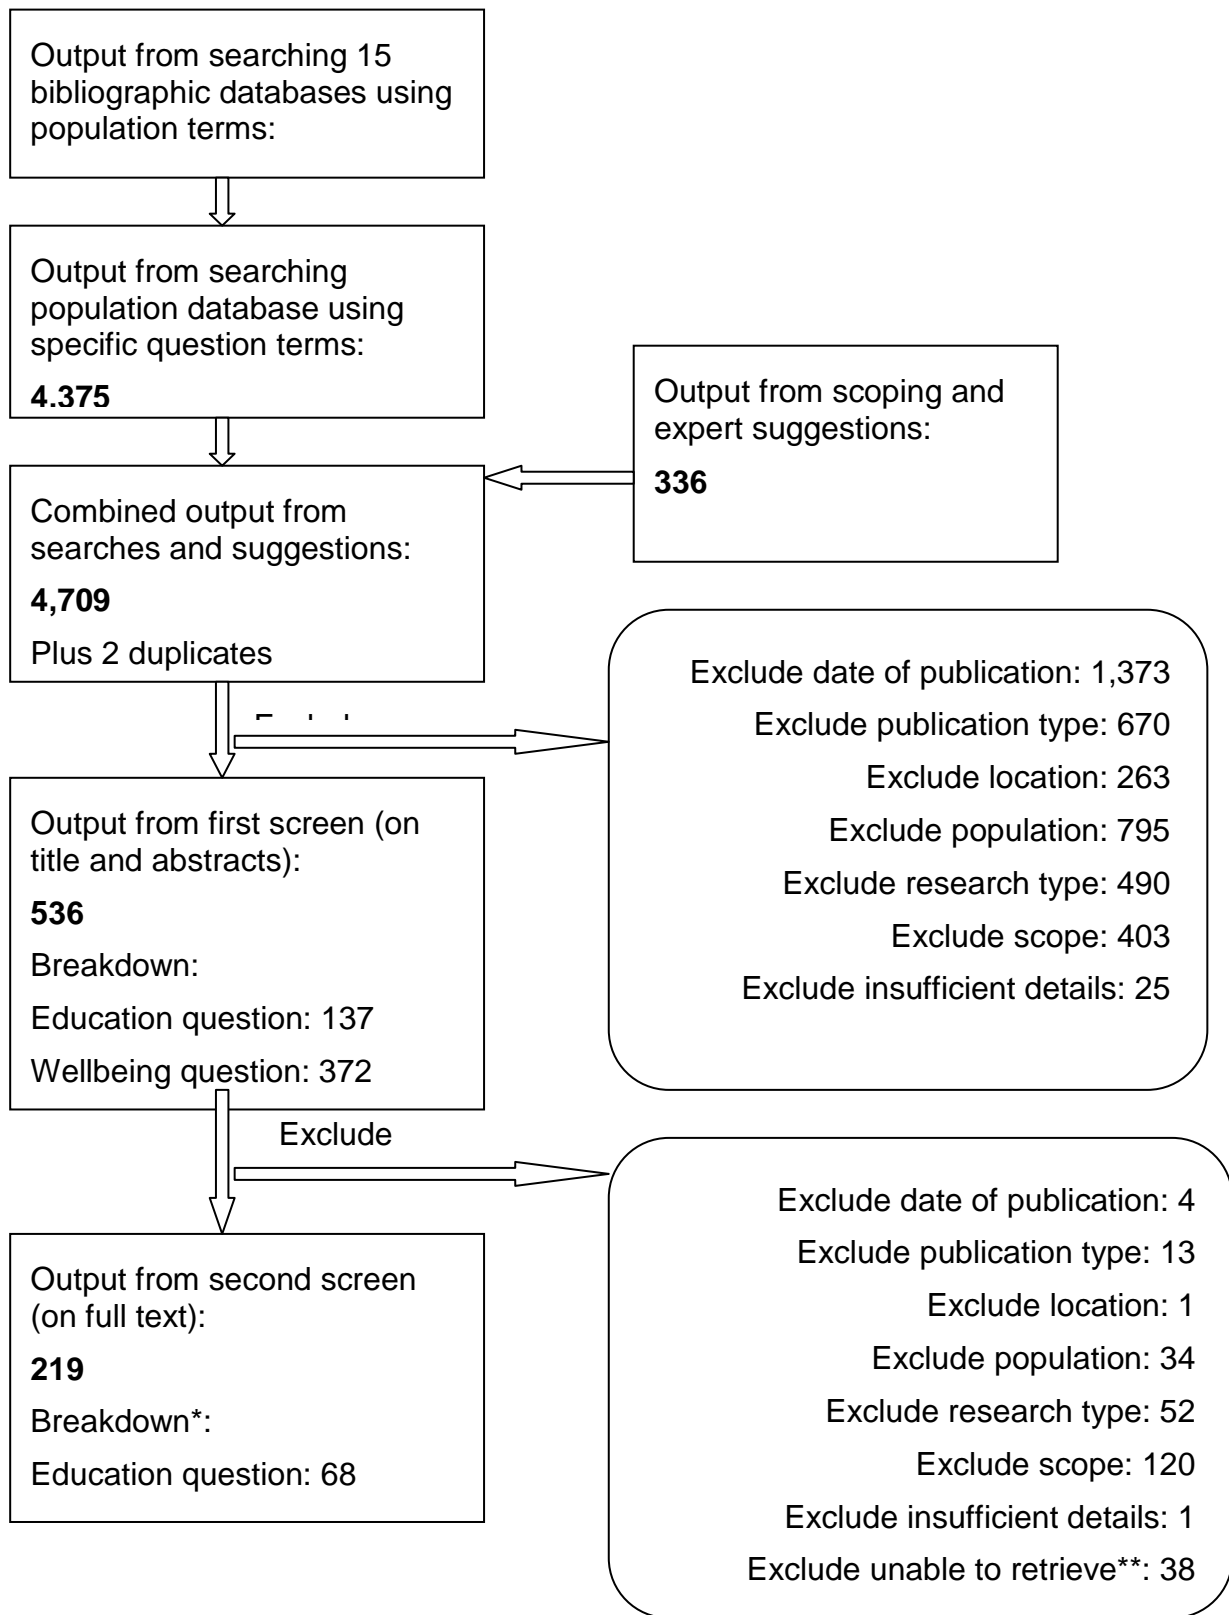 Output from searching 15
bibliographic databases using
population terms:
Output from searching
population database using
specific question terms:
4,375
Output from scoping and
expert suggestions:
336
Combined output from
searches and suggestions:
4,709
Plus 2 duplicates
Exclude date of publication: 1,373
Exclude publication type: 670
Exclude location: 263
Exclude population: 795
Exclude research type: 490
Exclude scope: 403
Exclude insufficient details: 25
Output from first screen (on
title and abstracts):
536
Breakdown:
Education question: 137
Wellbeing question: 372
Exclude
Exclude date of publication: 4
Exclude publication type: 13
Exclude location: 1
Exclude population: 34
Exclude research type: 52
Exclude scope: 120
Exclude insufficient details: 1
Exclude unable to retrieve**: 38
Output from second screen
(on full text):
219
Breakdown*:
Education question: 68